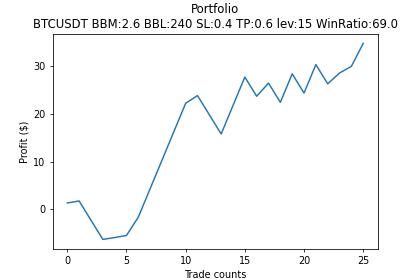 Portfolio
BTCUSDT BBM:2.6 BBL:240 SL:0.4 TP:0.6 lev:15 WinRatio:69.0
30
20
10
0
Profit ($)
0 5 10 15 20 25
Trade counts